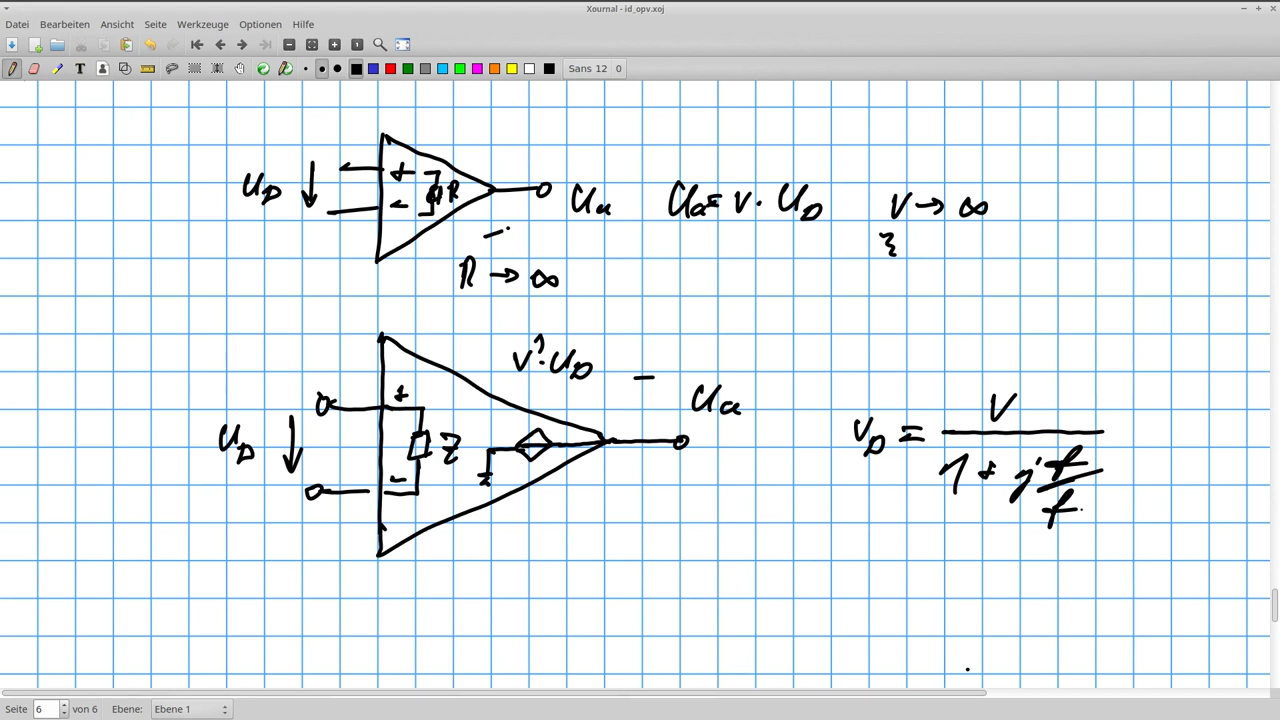 Xournal - id_opv.xoj
Datei Bearbeiten Ansicht Seite Werkzeuge Optionen Hilfe
T 1 Sans 12 0
U_D + - R U_a U_a = V · U_D V → ∞
R → ∞
V · U_D
U_D + - Z U_a
V_D = V / (1 + j f/f)
Seite 6 von 6 Ebene: Ebene 1